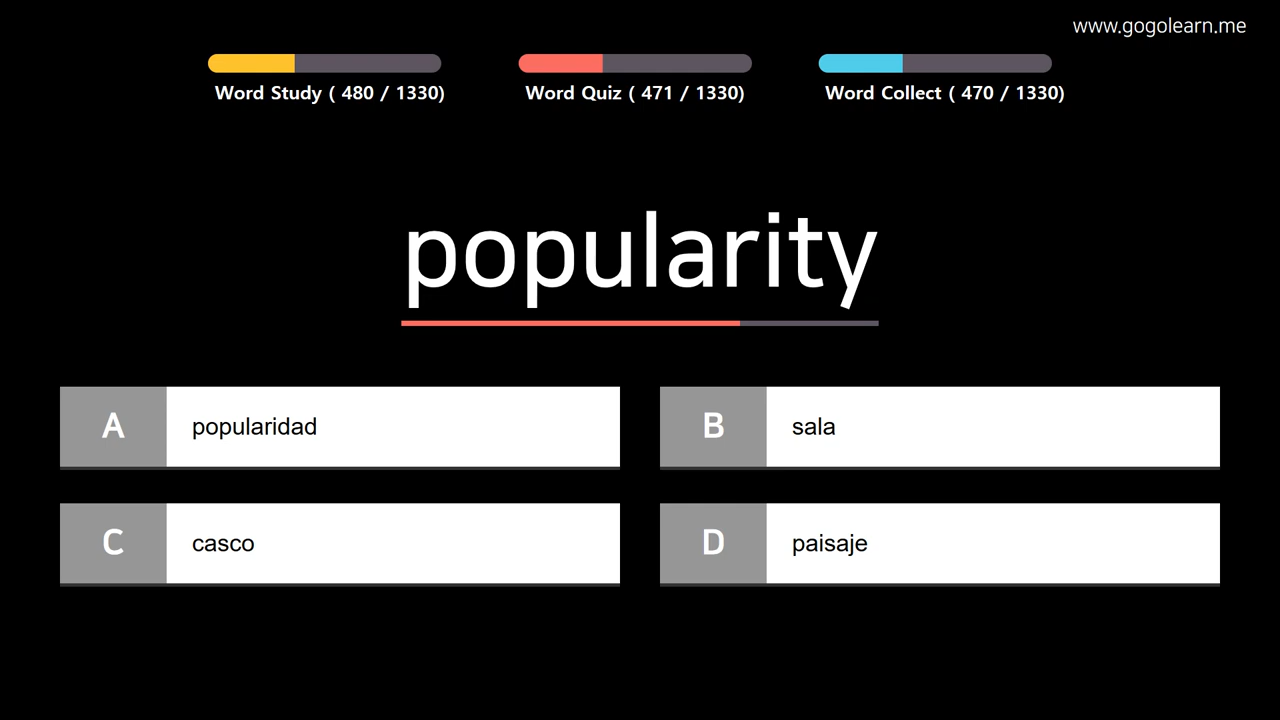 www.gogolearn.me
Word Study ( 480 / 1330)
Word Quiz ( 471 / 1330)
Word Collect ( 470 / 1330)
popularity
A popularidad
B sala
C casco
D paisaje